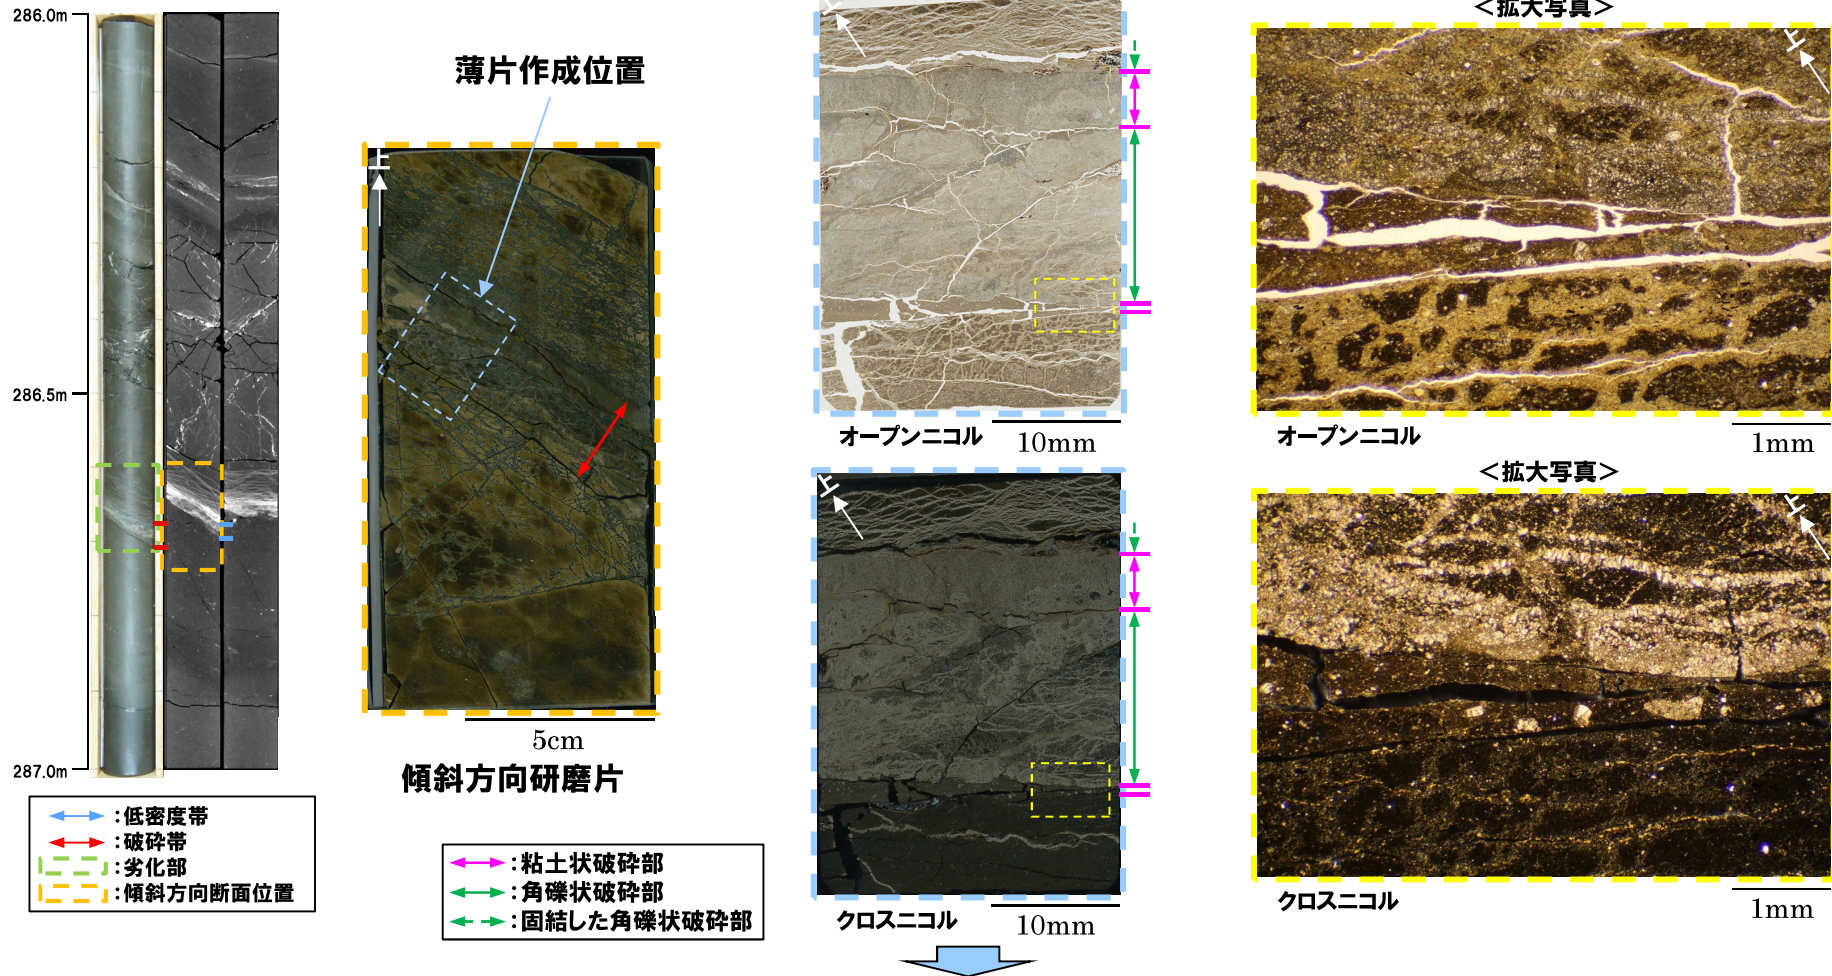 286.0m
286.5m
287.0m
:低密度帯
:破砕帯
:劣化部
:傾斜方向断面位置
薄片作成位置
上
5cm
傾斜方向研磨片
:粘土状破砕部
:角礫状破砕部
:固結した角礫状破砕部
上
オープンニコル
10mm
上
クロスニコル
10mm
<拡大写真>
上
オープンニコル
1mm
<拡大写真>
上
クロスニコル
1mm